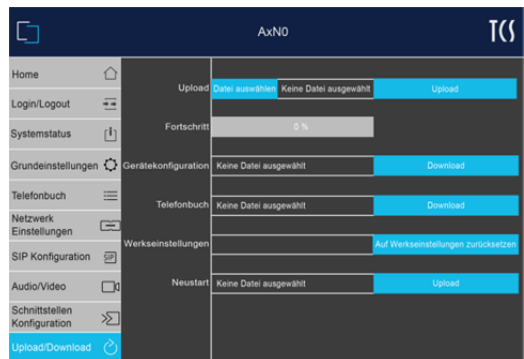 AxN0
TCS
Home
Login/Logout
Systemstatus
Grundeinstellungen
Telefonbuch
Netzwerk
Einstellungen
SIP Konfiguration
SIP
Audio/Video
Schnittstellen
Konfiguration
Upload/Download
Upload Datei auswählen Keine Datei ausgewählt Upload
Fortschritt 0 %
Gerätekonfiguration Keine Datei ausgewählt Download
Telefonbuch Keine Datei ausgewählt Download
Werkseinstellungen Auf Werkseinstellungen zurücksetzen
Neustart Keine Datei ausgewählt Upload